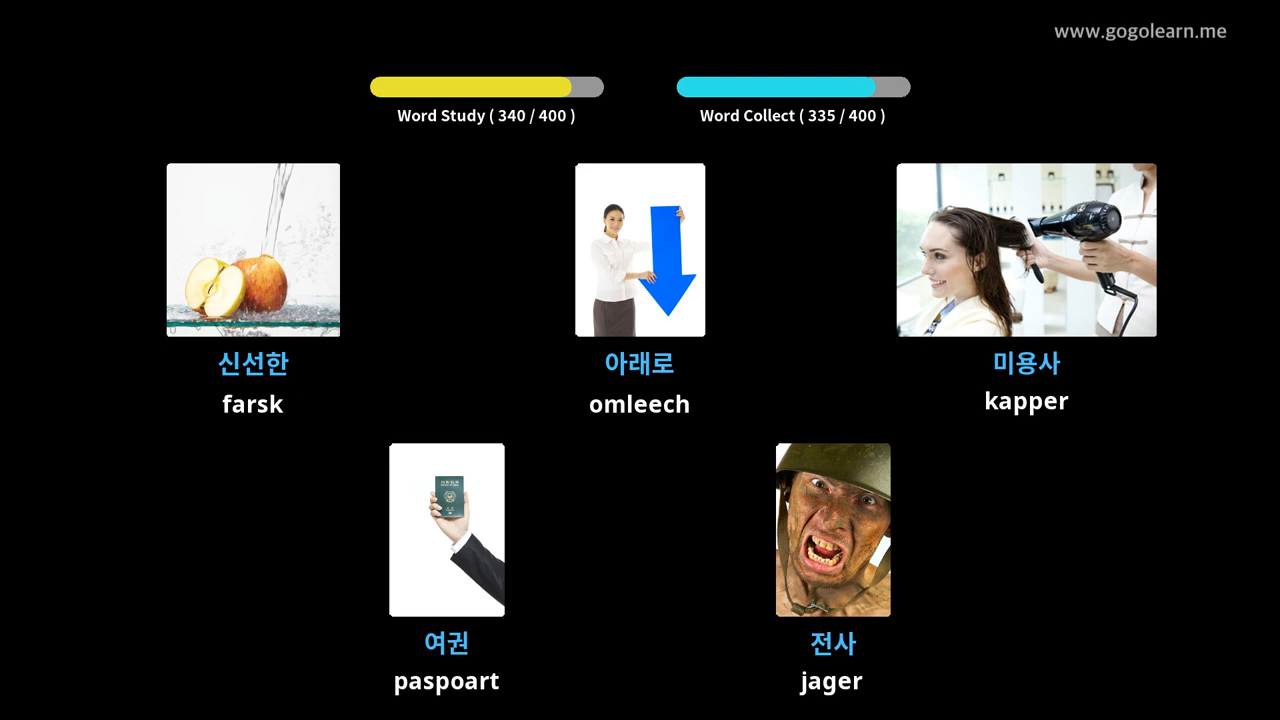 www.gogolearn.me
Word Study ( 340 / 400 )
Word Collect ( 335 / 400 )
신선한
farsk
아래로
omleech
미용사
kapper
여권
paspoart
전사
jager